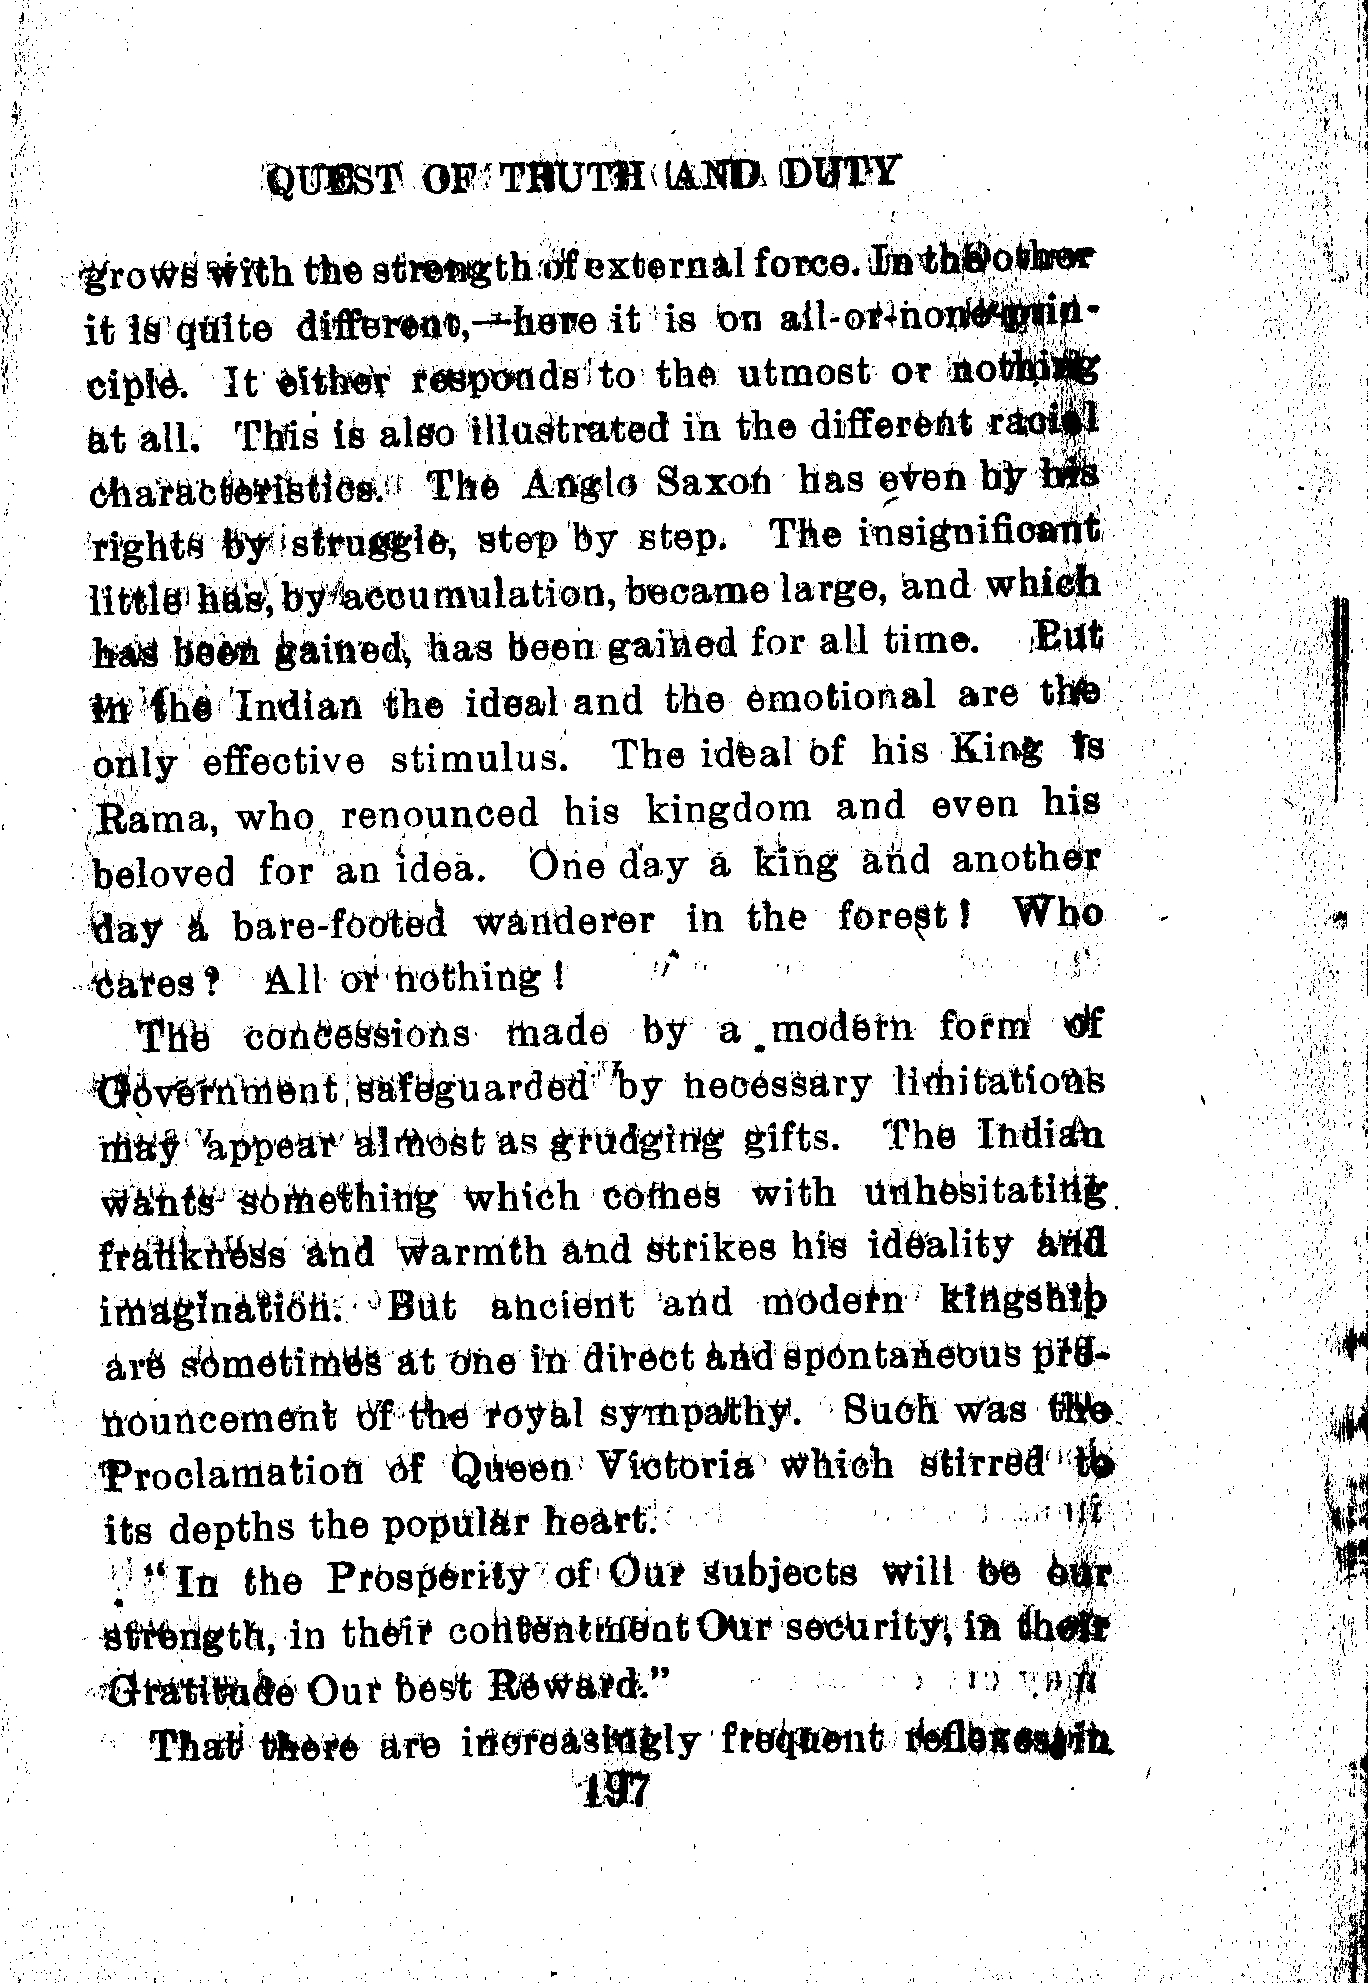 QUEST OF TRUTH AND DUTY
grows with the strength of external force. In the other
it is quite different,—here it is on all-or-none prin-
ciple. It either responds to the utmost or nothing
at all. This is also illustrated in the different racial
characteristics. The Anglo Saxon has even by his
rights by struggle, step by step. The insignificant
little has, by accumulation, became large, and which
has been gained, has been gained for all time. But
in the Indian the ideal and the emotional are the
only effective stimulus. The ideal of his King is
Rama, who renounced his kingdom and even his
beloved for an idea. One day a king and another
day a bare-footed wanderer in the forest! Who
cares? All or nothing!
The concessions made by a modern form of
Government safeguarded by necessary limitations
may appear almost as grudging gifts. The Indian
wants something which comes with unhesitating
frankness and warmth and strikes his ideality and
imagination. But ancient and modern kingship
are sometimes at one in direct and spontaneous pro-
nouncement of the royal sympathy. Such was the
Proclamation of Queen Victoria which stirred to
its depths the popular heart.
"In the Prosperity of Our subjects will be our
strength, in their contentment Our security, in their
Gratitude Our best Reward."
That there are increasingly frequent reflexes in
197